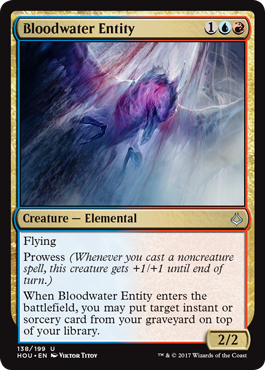 Bloodwater Entity 1
Creature — Elemental
Flying
Prowess (Whenever you cast a noncreature
spell, this creature gets +1/+1 until end of
turn.)
When Bloodwater Entity enters the
battlefield, you may put target instant or
sorcery card from your graveyard on top
of your library.
2/2
138/199 U
HOU • EN Viktor Titov ™ & © 2017 Wizards of the Coast